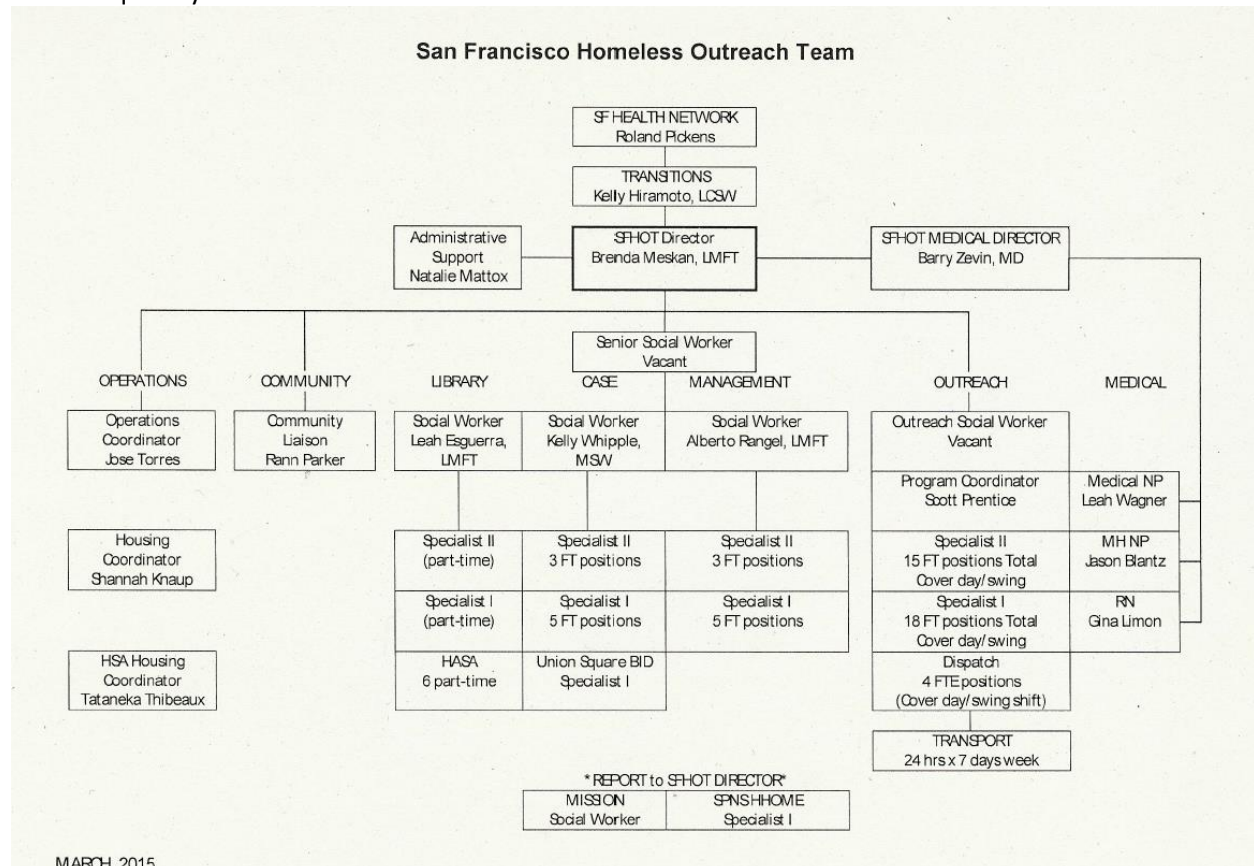 San Francisco Homeless Outreach Team
SF HEALTH NETWORK
Roland Pickens
TRANSITIONS
Kelly Hiramoto, LCSW
Administrative
Support
Natalie Mattox
SFHOT Director
Brenda Meskan, LMFT
SFHOT MEDICAL DIRECTOR
Barry Zevin, MD
Senior Social Worker
Vacant
OPERATIONS
COMMUNITY
LIBRARY
CASE
MANAGEMENT
OUTREACH
MEDICAL
Operations
Coordinator
Jose Torres
Community
Liaison
Rann Parker
Social Worker
Leah Esguerra,
LMFT
Social Worker
Kelly Whipple,
MSW
Social Worker
Alberto Rangel, LMFT
Outreach Social Worker
Vacant
Program Coordinator
Scott Prentice
Medical NP
Leah Wagner
Housing
Coordinator
Shannah Knaup
Specialist II
(part-time)
Specialist II
3 FT positions
Specialist II
3 FT positions
Specialist II
15 FT positions Total
Cover day/swing
MH NP
Jason Blantz
Specialist I
(part-time)
Specialist I
5 FT positions
Specialist I
5 FT positions
Specialist I
18 FT positions Total
Cover day/swing
RN
Gina Limon
HSA Housing
Coordinator
Tataneka Thibeaux
HASA
6 part-time
Union Square BID
Specialist I
Dispatch
4 FTE positions
(Cover day/swing shift)
TRANSPORT
24 hrs x 7 days week
*REPORT to SFHOT DIRECTOR*
MISSION
Social Worker
SPNSHHOME
Specialist I
MARCH 2015